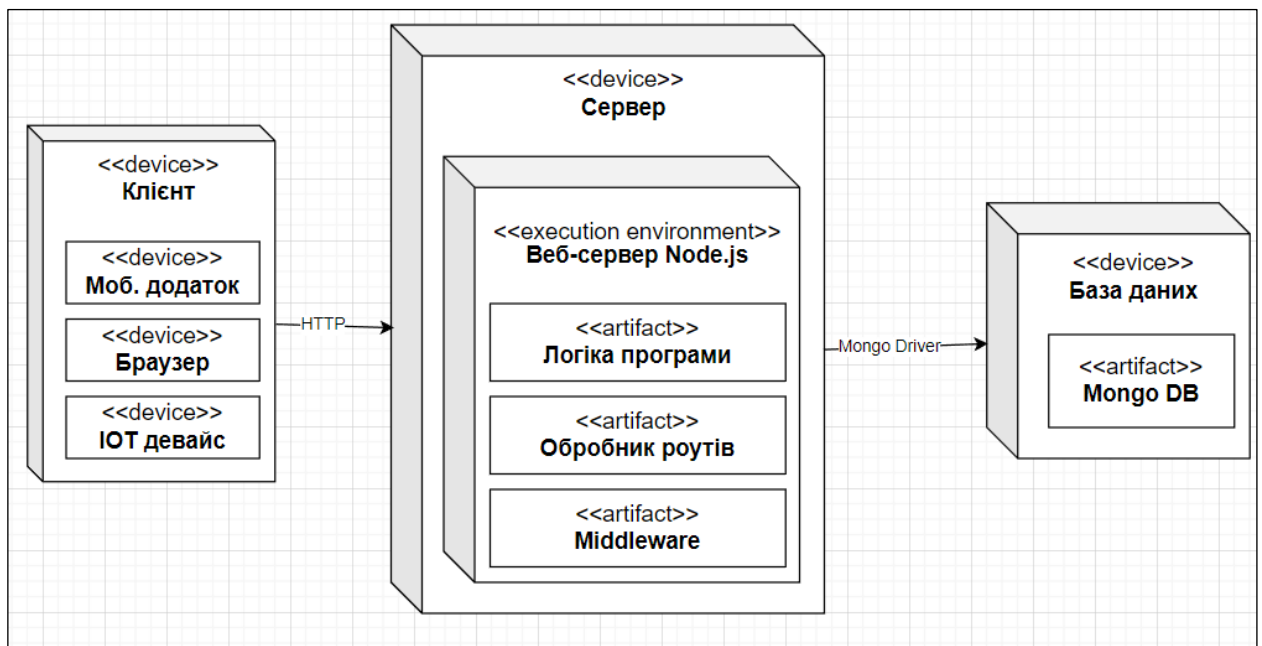 <<device>>
Клієнт
<<device>>
Моб. додаток
<<device>>
Браузер
<<device>>
ІОТ девайс
HTTP
<<device>>
Сервер
<<execution environment>>
Веб-сервер Node.js
<<artifact>>
Логіка програми
<<artifact>>
Обробник роутів
<<artifact>>
Middleware
Mongo Driver
<<device>>
База даних
<<artifact>>
Mongo DB